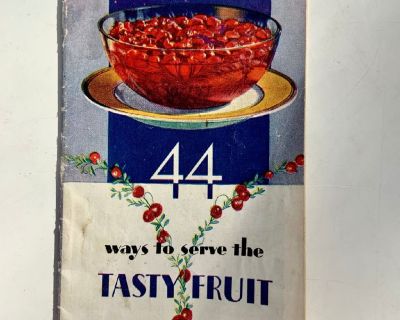 44
ways to serve the
TASTY FRUIT